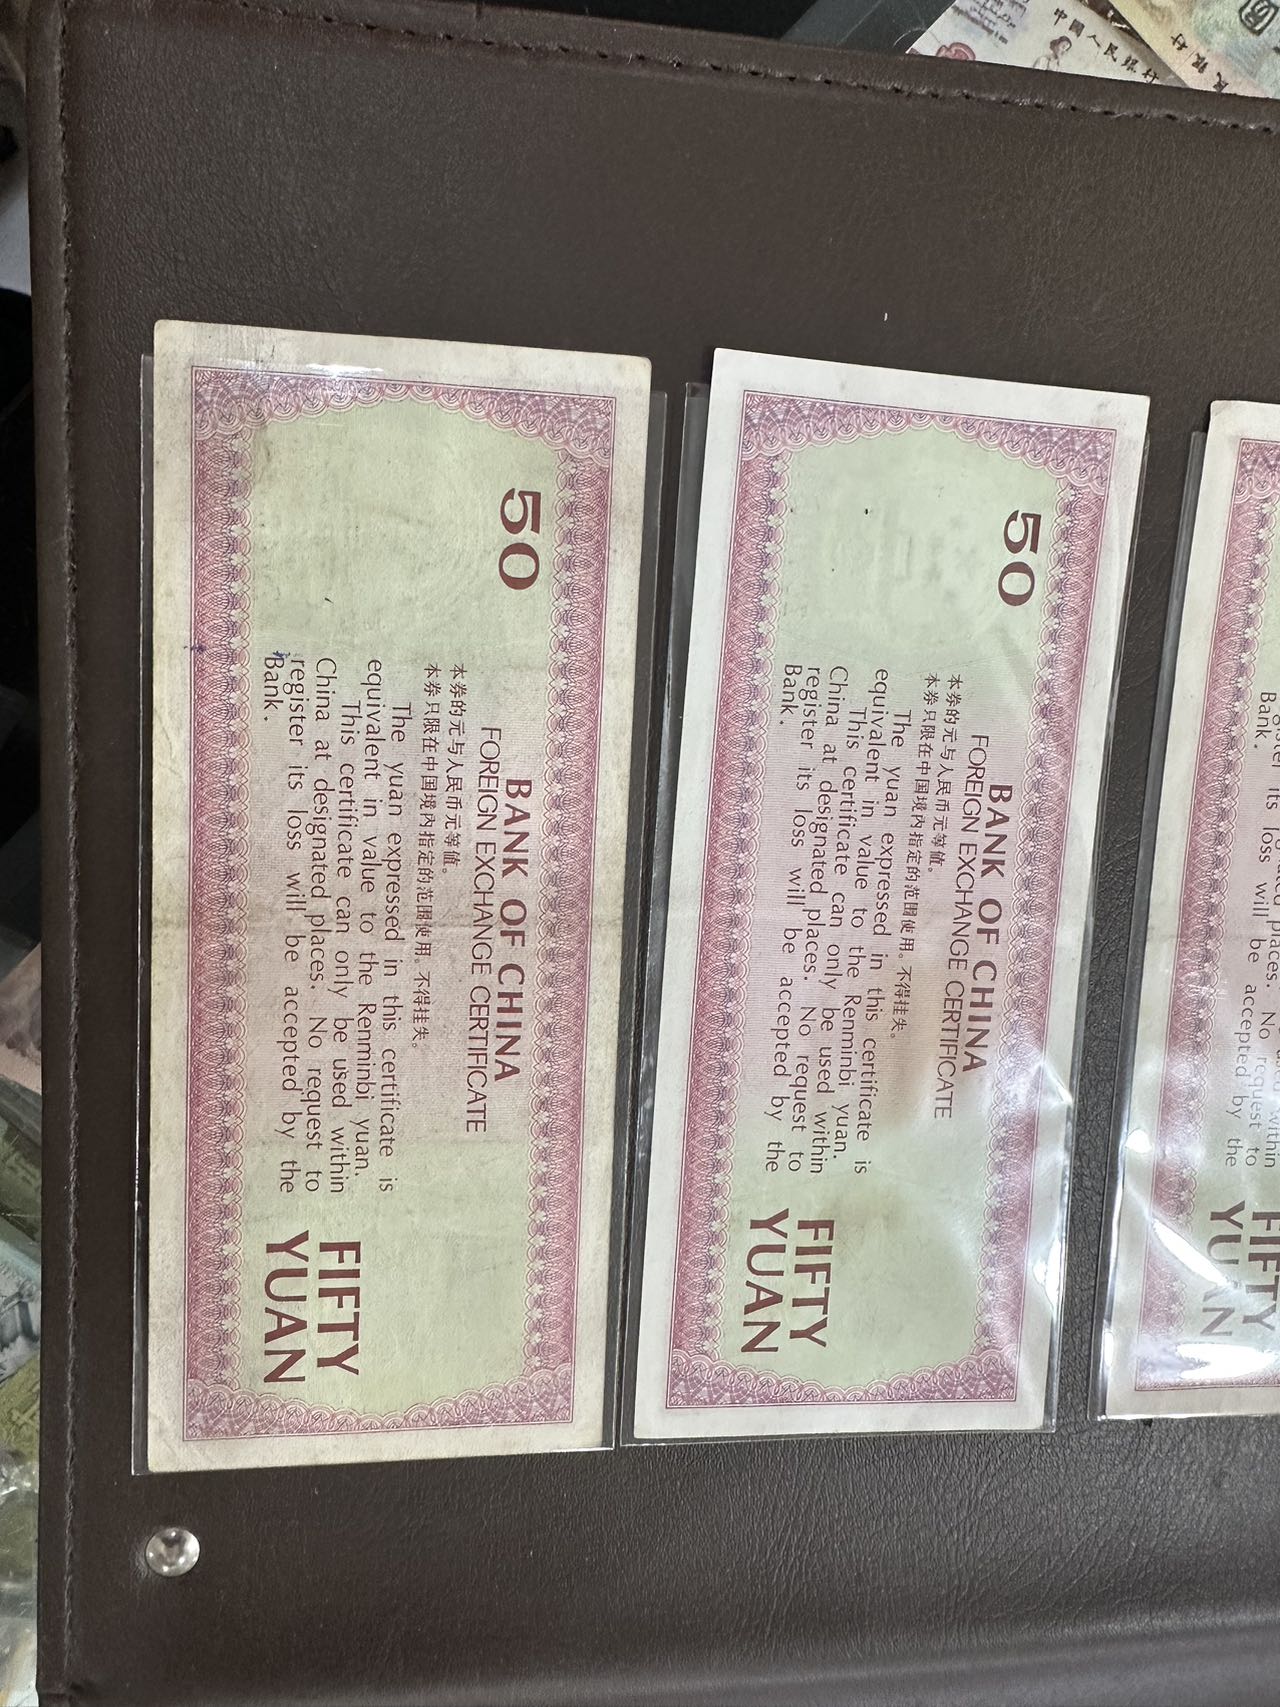 50
BANK OF CHINA
FOREIGN EXCHANGE CERTIFICATE
本券的元与人民币元等值。
本券只限在中国境内指定的范围使用。不得挂失。
The yuan expressed in this certificate is
equivalent in value to the Renminbi yuan.
This certificate can only be used within
China at designated places. No request to
register its loss will be accepted by the
Bank.
FIFTY
YUAN
50
BANK OF CHINA
FOREIGN EXCHANGE CERTIFICATE
本券的元与人民币元等值。
本券只限在中国境内指定的范围使用。不得挂失。
The yuan expressed in this certificate is
equivalent in value to the Renminbi yuan.
This certificate can only be used within
China at designated places. No request to
register its loss will be accepted by the
Bank.
FIFTY
YUAN
places. No request to
its loss will be accepted by the
Bank.
FIFTY
YUAN
中国人民银行